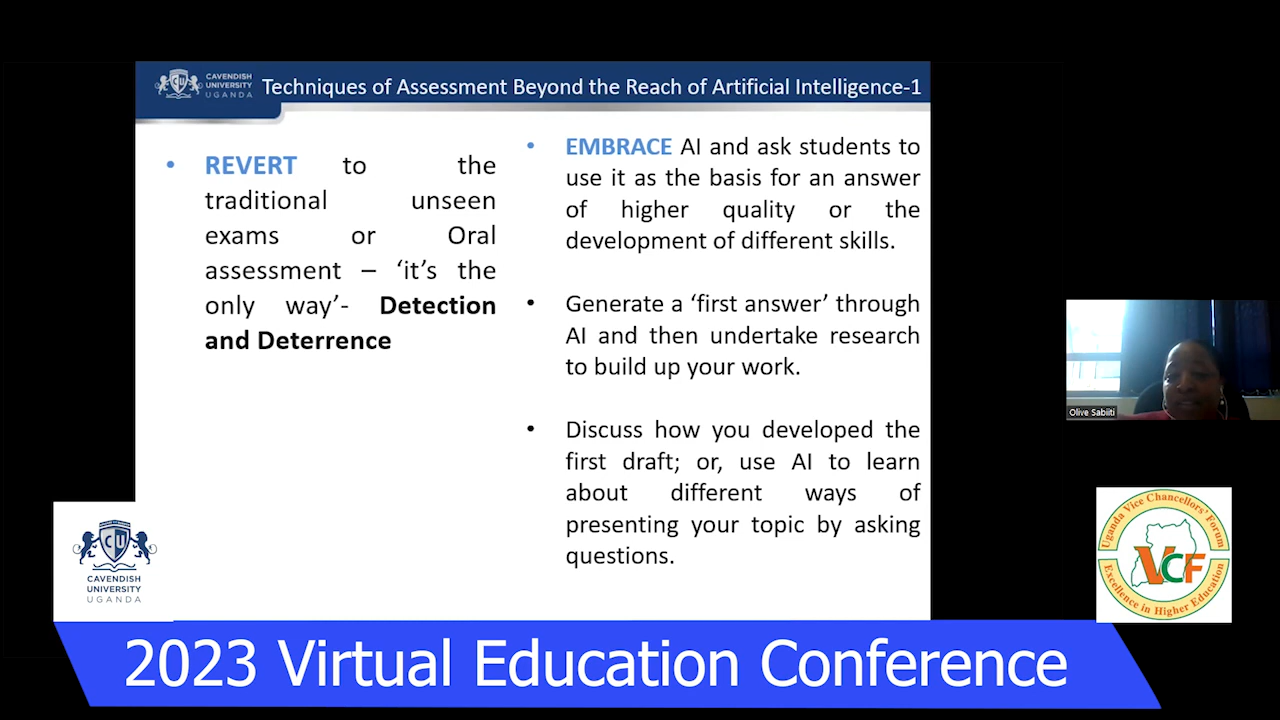 CAVENDISH
UNIVERSITY
UGANDA
Techniques of Assessment Beyond the Reach of Artificial Intelligence-1
• REVERT to the
traditional unseen
exams or Oral
assessment – ‘it’s the
only way’- Detection
and Deterrence
• EMBRACE AI and ask students to
use it as the basis for an answer
of higher quality or the
development of different skills.
• Generate a ‘first answer’ through
AI and then undertake research
to build up your work.
• Discuss how you developed the
first draft; or, use AI to learn
about different ways of
presenting your topic by asking
questions.
Olive Sabiiti
CU
CAVENDISH
UNIVERSITY
UGANDA
Uganda Vice Chancellors' Forum
VCF
Excellence in Higher Education
2023 Virtual Education Conference